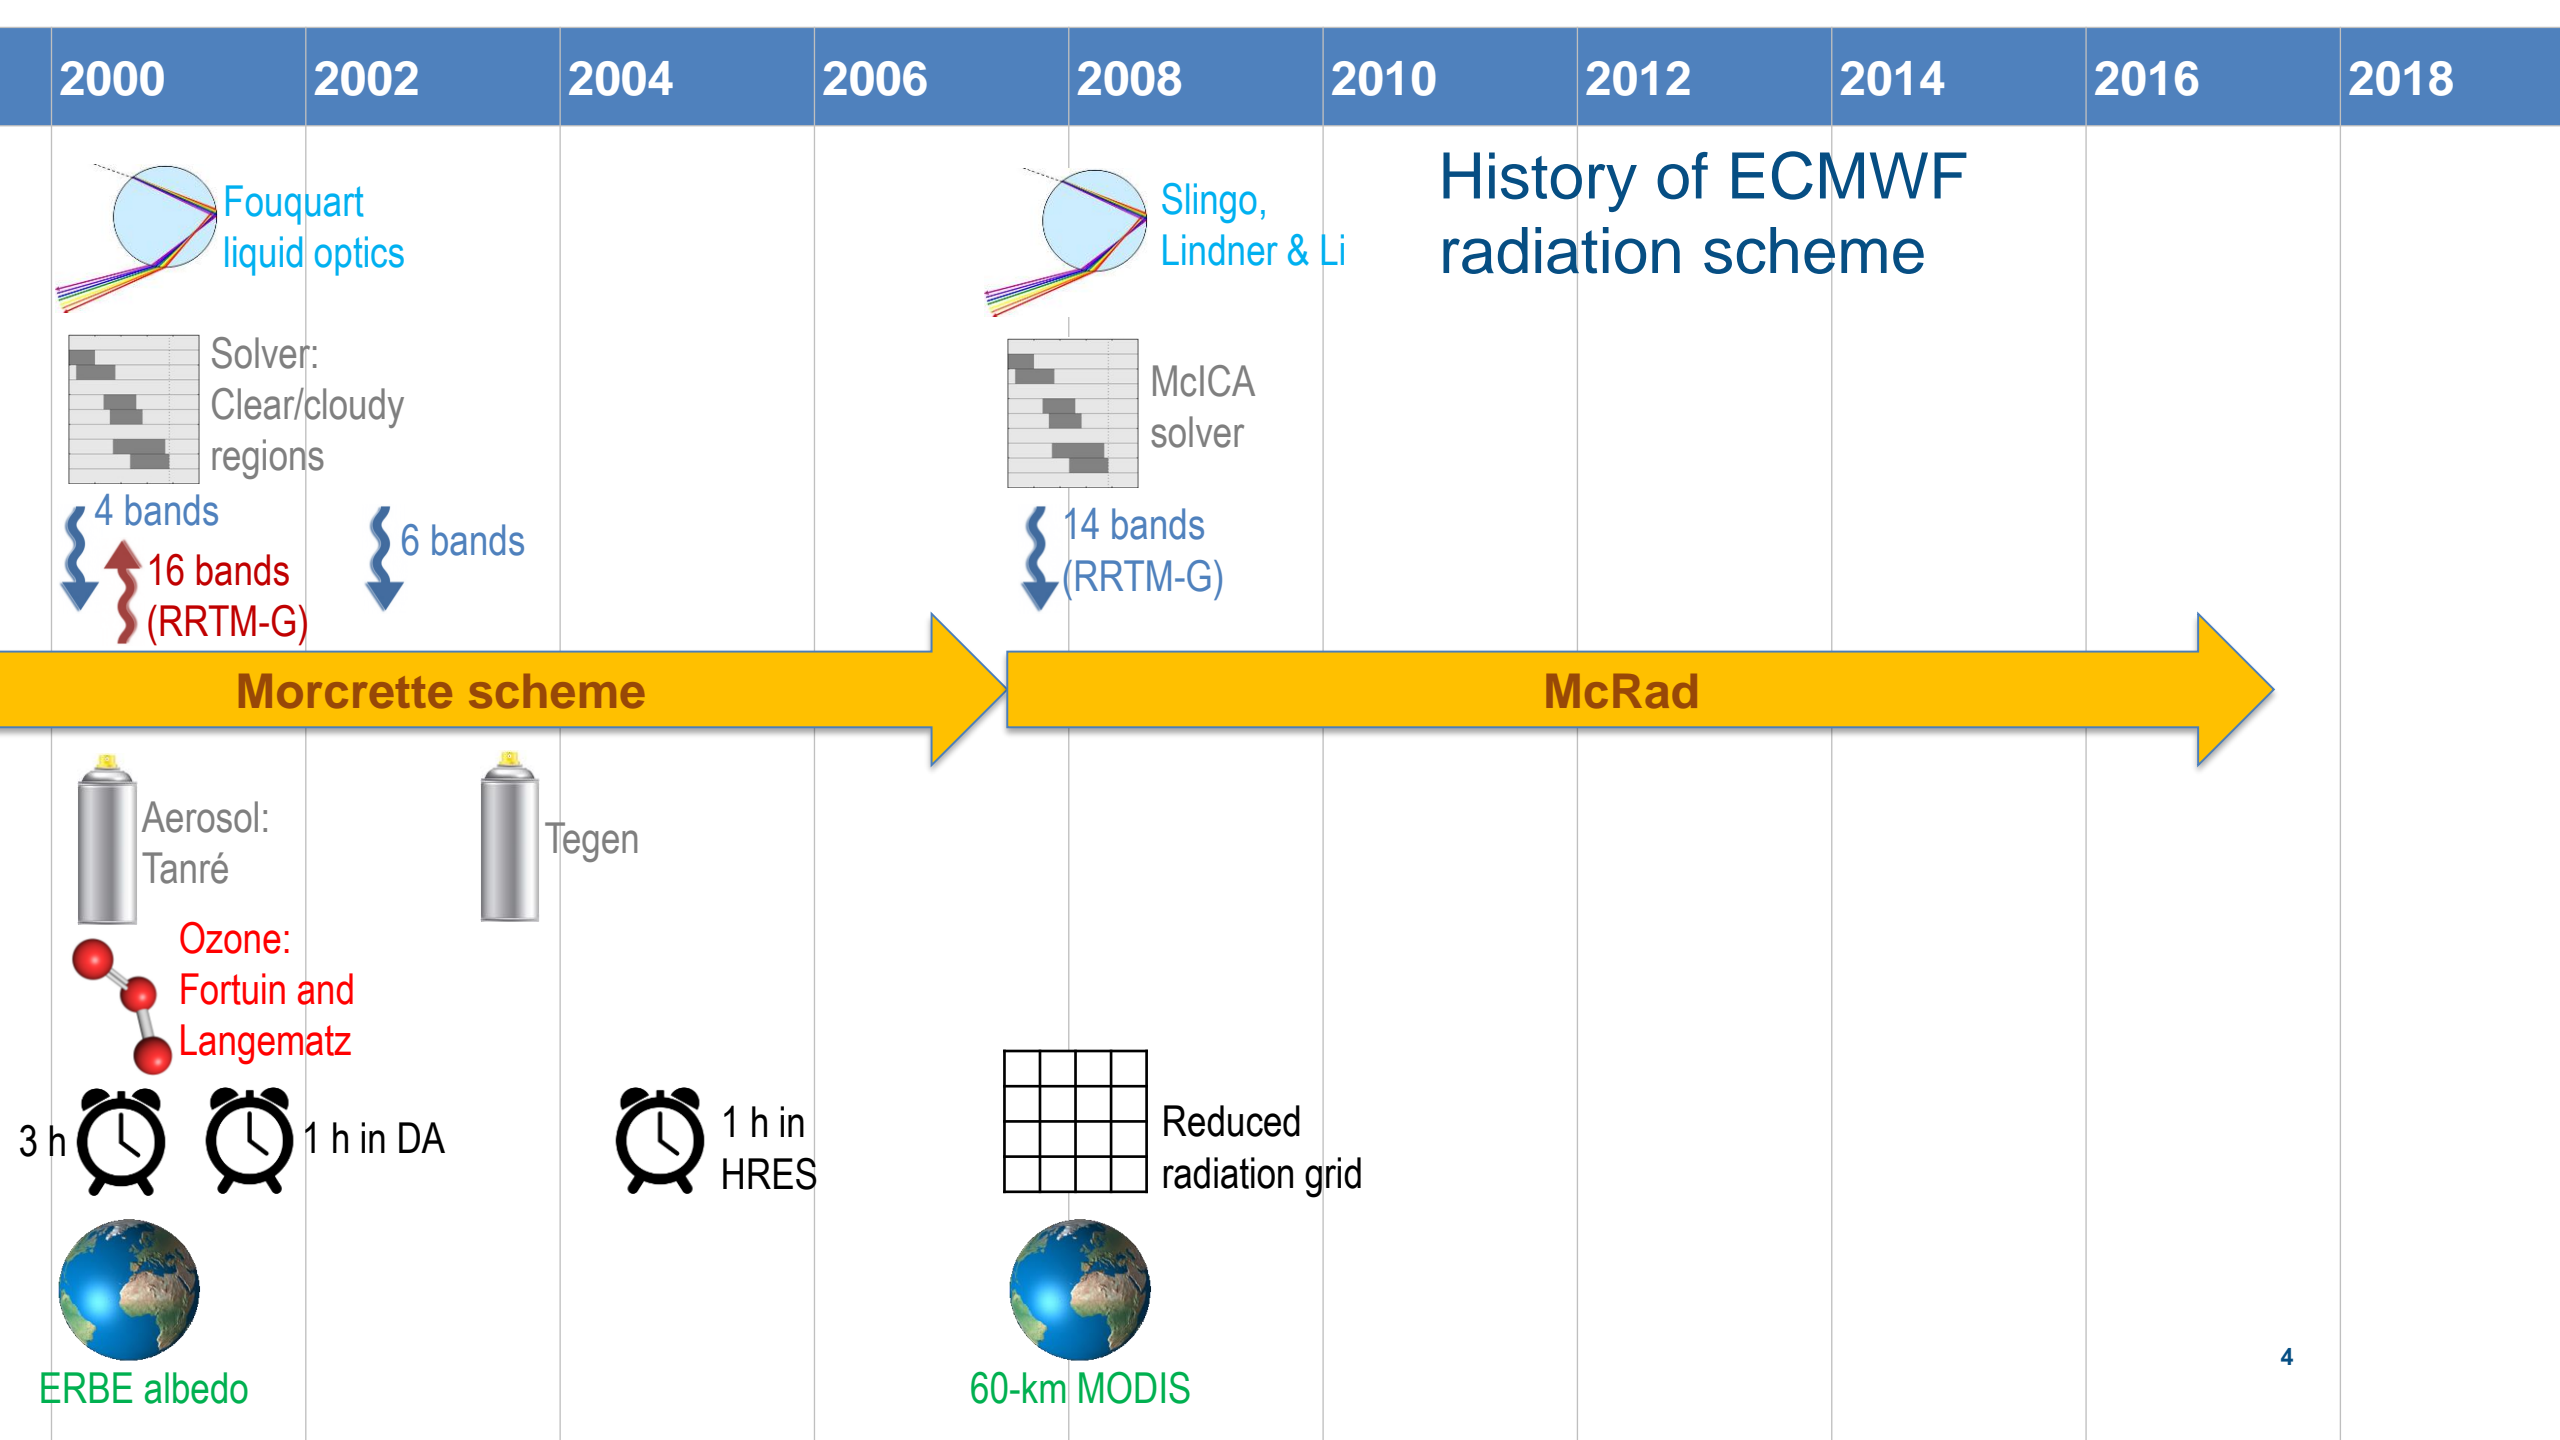 2000 2002 2004 2006 2008 2010 2012 2014 2016 2018
History of ECMWF
radiation scheme
Fouquart
liquid optics
Slingo,
Lindner & Li
Solver:
Clear/cloudy
regions
McICA
solver
4 bands
16 bands
(RRTM-G)
6 bands
14 bands
(RRTM-G)
Morcrette scheme
McRad
Aerosol:
Tanré
Tegen
Ozone:
Fortuin and
Langematz
3 h
1 h in DA
1 h in
HRES
Reduced
radiation grid
ERBE albedo
60-km MODIS
4